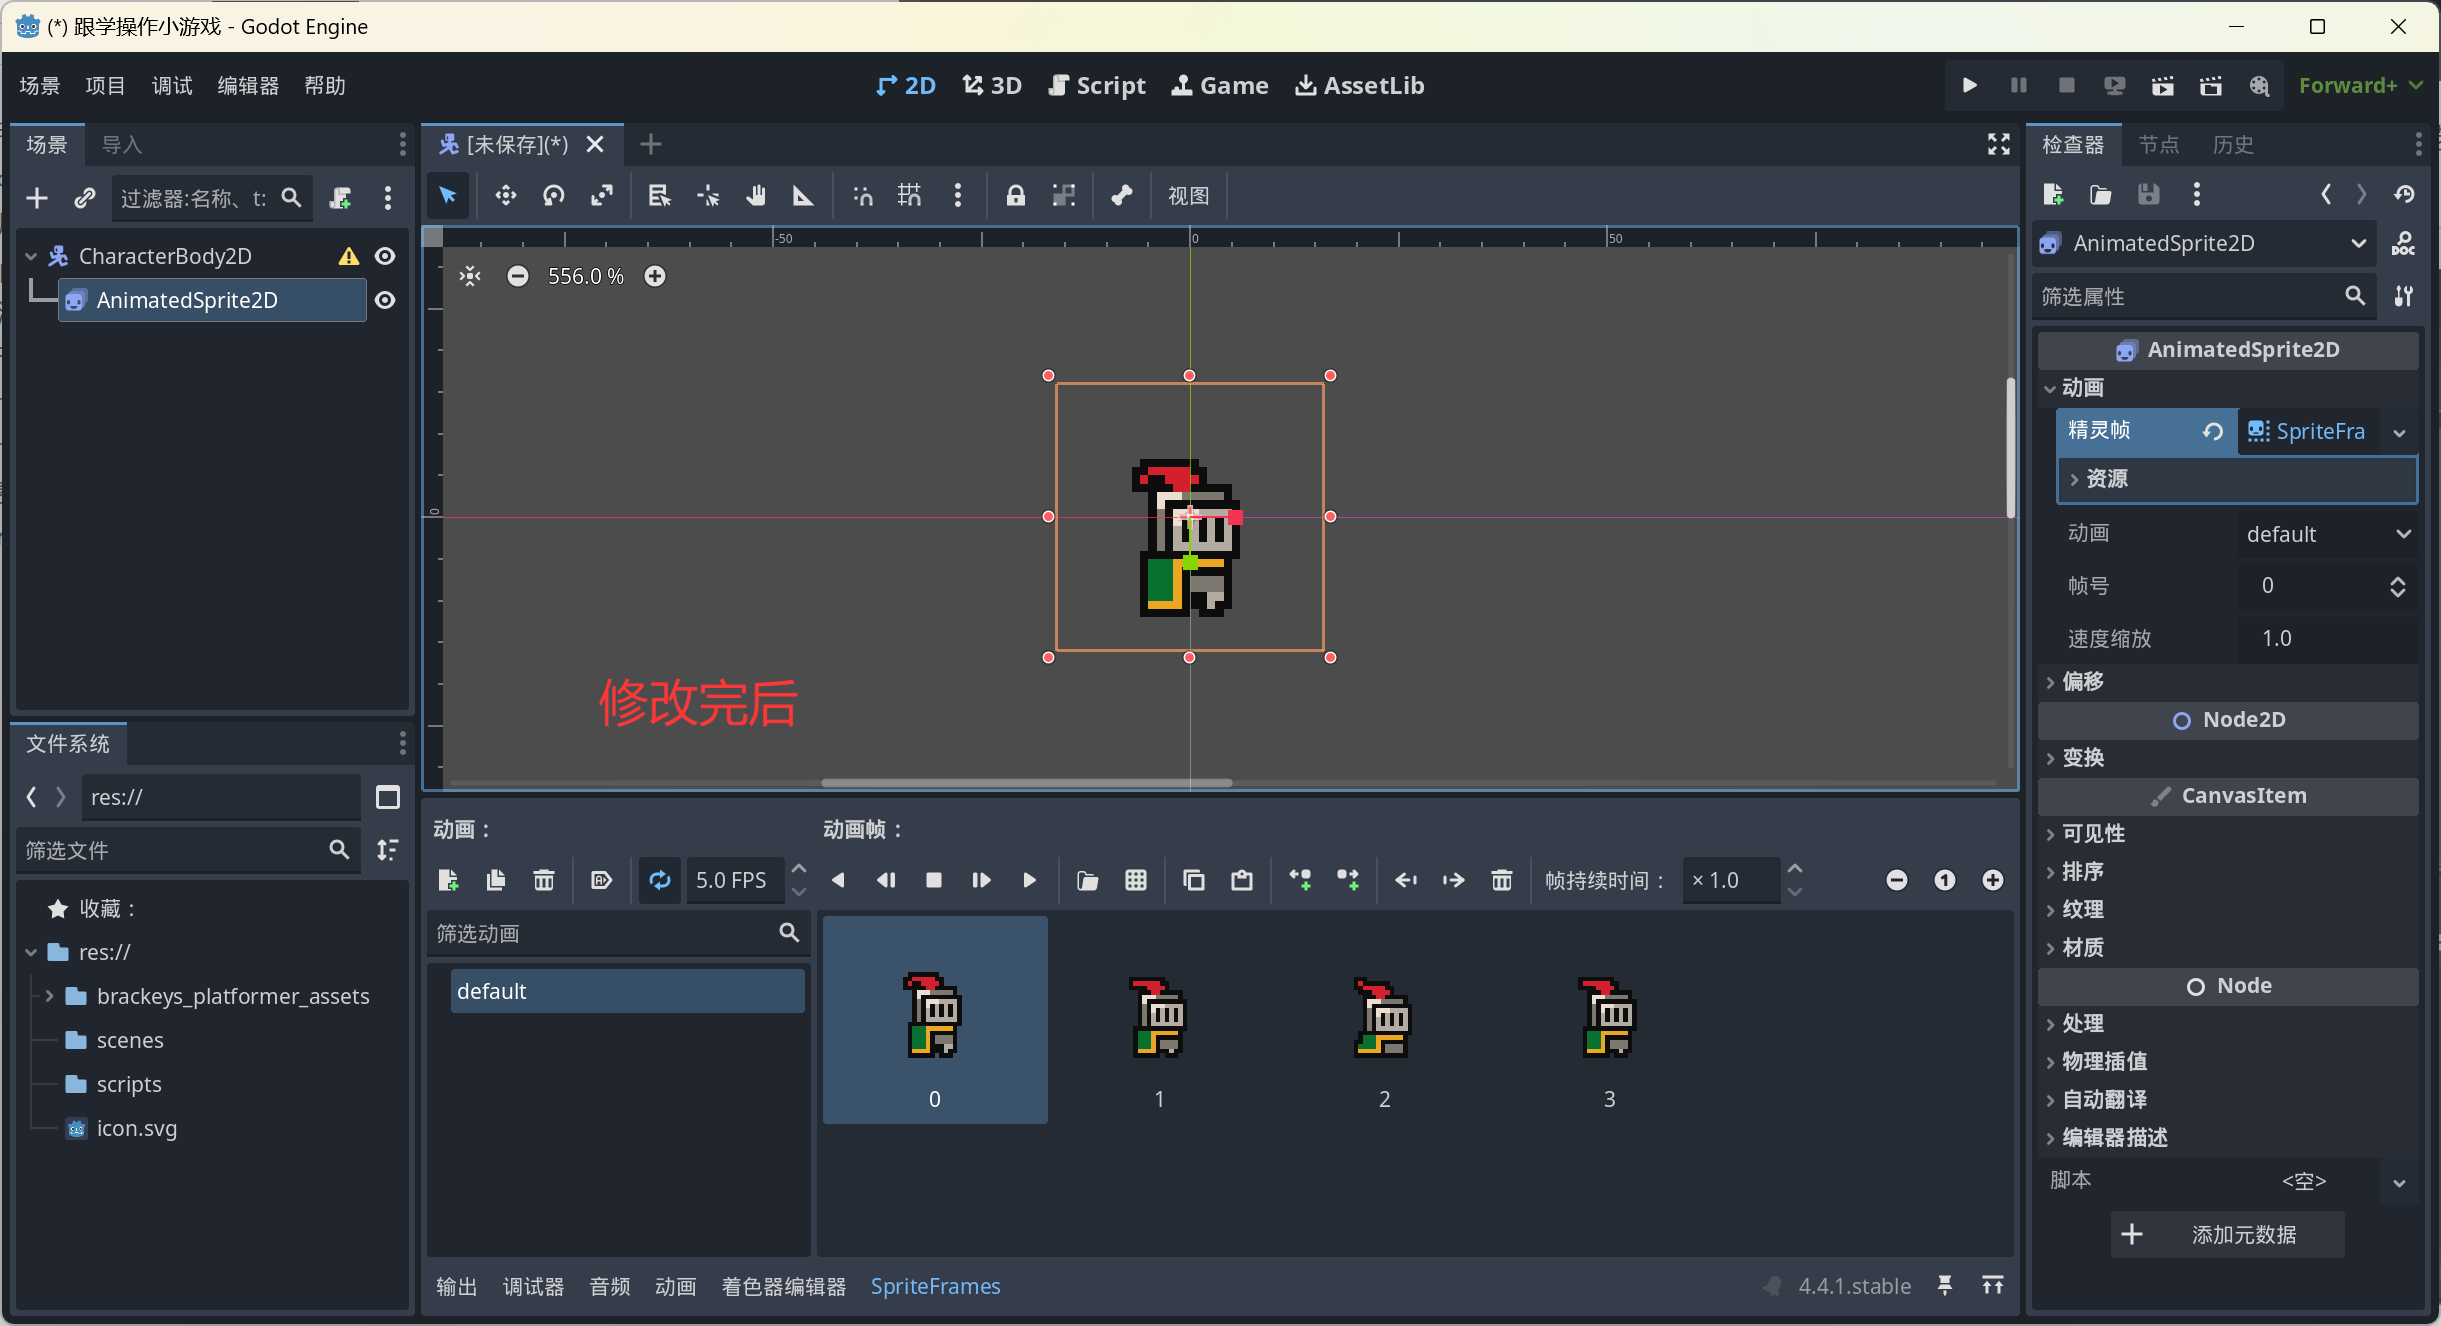 (*) 跟学操作小游戏 - Godot Engine
场景 项目 调试 编辑器 帮助
2D 3D Script Game AssetLib
Forward+
场景 导入
[未保存](*)
检查器 节点 历史
过滤器:名称、t:
视图
CharacterBody2D
AnimatedSprite2D
-50 0 50
556.0 %
0
修改完后
AnimatedSprite2D
DOC
筛选属性
AnimatedSprite2D
动画
精灵帧 SpriteFra
资源
动画 default
帧号 0
速度缩放 1.0
偏移
Node2D
变换
CanvasItem
可见性
排序
纹理
材质
Node
处理
物理插值
自动翻译
编辑器描述
脚本 <空>
添加元数据
文件系统
res://
筛选文件
收藏：
res://
brackeys_platformer_assets
scenes
scripts
icon.svg
动画：
动画帧：
5.0 FPS
帧持续时间： × 1.0
筛选动画
default
0 1 2 3
输出 调试器 音频 动画 着色器编辑器 SpriteFrames
4.4.1.stable